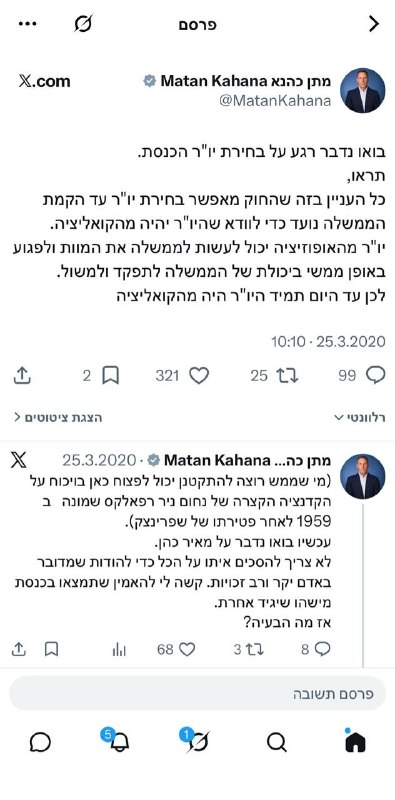 פרסם
מתן כהנא Matan Kahana
@MatanKahana
X.com
בואו נדבר רגע על בחירת יו"ר הכנסת.
תראו,
כל העניין בזה שהחוק מאפשר בחירת יו"ר עד הקמת
הממשלה נועד כדי לוודא שהיו"ר יהיה מהקואליציה.
יו"ר מהאופוזיציה יכול לעשות לממשלה את המוות ולפגוע
באופן ממשי ביכולת של הממשלה לתפקד ולמשול.
לכן עד היום תמיד היו"ר היה מהקואליציה
10:10 · 25.3.2020
99 25 321 2
רלוונטי
הצגת ציטוטים
מתן כה... Matan Kahana · 25.3.2020
(מי שממש רוצה להתקטנן יכול לפצוח כאן בויכוח על
הקדנציה הקצרה של נחום ניר רפאלקס שמונה ב
1959 לאחר פטירתו של שפרינצק).
עכשיו בואו נדבר על מאיר כהן.
לא צריך להסכים איתו על הכל כדי להודות שמדובר
באדם יקר ורב זכויות. קשה לי להאמין שתמצאו בכנסת
מישהו שיגיד אחרת.
אז מה הבעיה?
8 3 68
פרסם תשובה
1 5